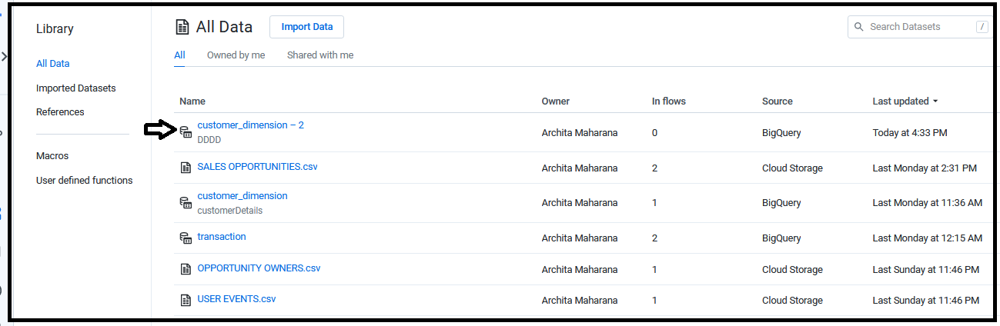 Library
All Data
Imported Datasets
References
Macros
User defined functions
All Data Import Data
Search Datasets /
All Owned by me Shared with me
Name Owner In flows Source Last updated
customer_dimension – 2 Archita Maharana 0 BigQuery Today at 4:33 PM
DDDD
SALES OPPORTUNITIES.csv Archita Maharana 2 Cloud Storage Last Monday at 2:31 PM
customer_dimension Archita Maharana 1 BigQuery Last Monday at 11:36 AM
customerDetails
transaction Archita Maharana 2 BigQuery Last Monday at 12:15 AM
OPPORTUNITY OWNERS.csv Archita Maharana 1 Cloud Storage Last Sunday at 11:46 PM
USER EVENTS.csv Archita Maharana 1 Cloud Storage Last Sunday at 11:46 PM